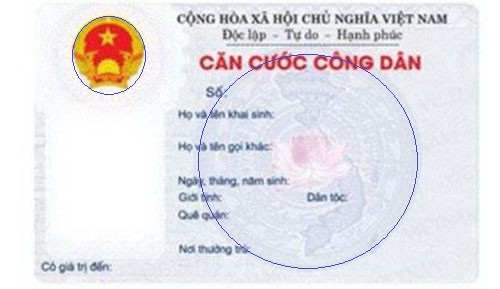 CỘNG HÒA XÃ HỘI CHỦ NGHĨA VIỆT NAM
Độc lập - Tự do - Hạnh phúc
CĂN CƯỚC CÔNG DÂN
Số:
Họ và tên khai sinh:
Họ và tên gọi khác:
Ngày, tháng, năm sinh:
Giới tính: Dân tộc:
Quê quán:
Nơi thường trú:
Có giá trị đến: